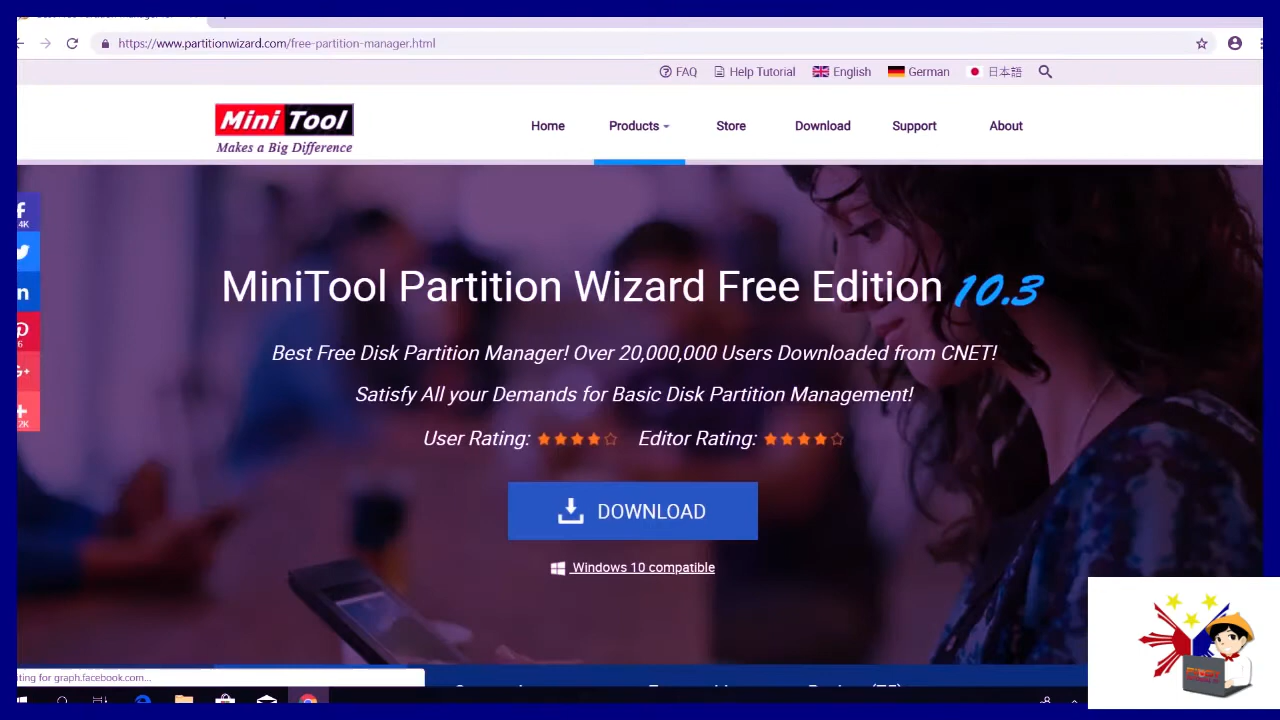 https://www.partitionwizard.com/free-partition-manager.html
FAQ Help Tutorial English German 日本語
Mini Tool
Makes a Big Difference
Home Products Store Download Support About
4K
MiniTool Partition Wizard Free Edition 10.3
Best Free Disk Partition Manager! Over 20,000,000 Users Downloaded from CNET!
Satisfy All your Demands for Basic Disk Partition Management!
User Rating: Editor Rating:
DOWNLOAD
Windows 10 compatible
iting for graph.facebook.com...